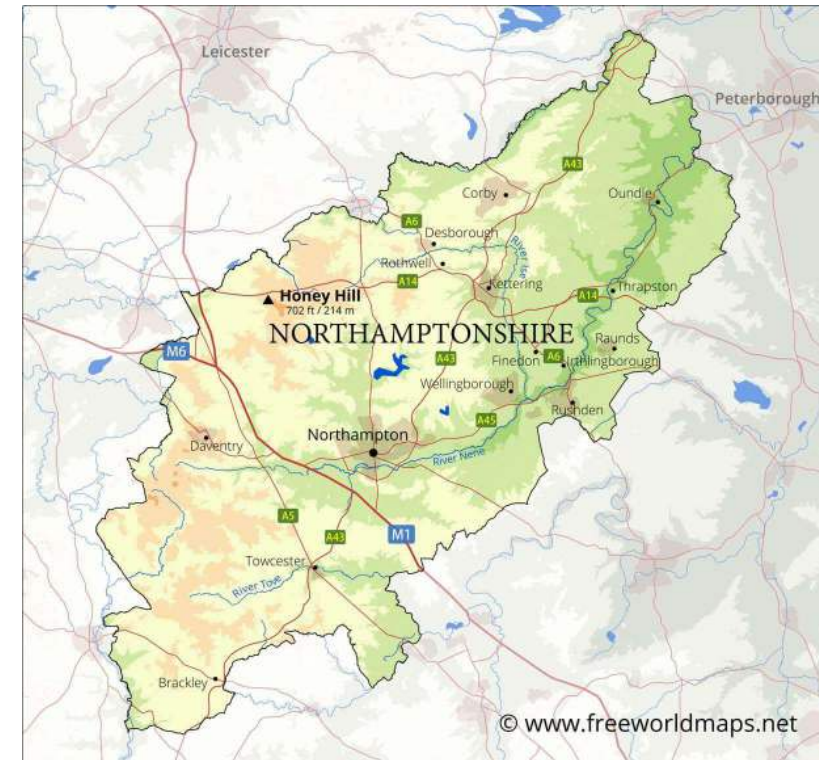 Leicester
Peterborough
A43
Corby
Oundle
A6
Desborough
River Ise
Rothwell
A14
Kettering
A14
Thrapston
Honey Hill
702 ft / 214 m
NORTHAMPTONSHIRE
M6
A43
Finedon
A6
Raunds
Irthlingborough
Wellingborough
Rushden
A45
Northampton
Daventry
River Nene
A5
A43
M1
Towcester
River Tove
Brackley
© www.freeworldmaps.net